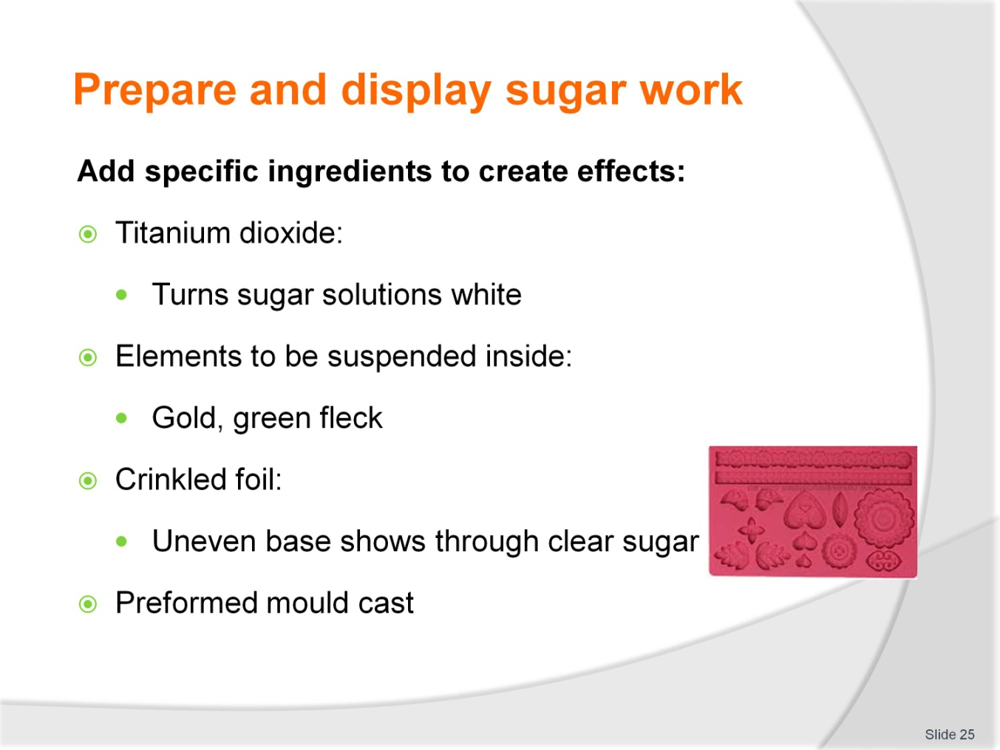 Prepare and display sugar work
Add specific ingredients to create effects:
Titanium dioxide:
Turns sugar solutions white
Elements to be suspended inside:
Gold, green fleck
Crinkled foil:
Uneven base shows through clear sugar
Preformed mould cast
Slide 25